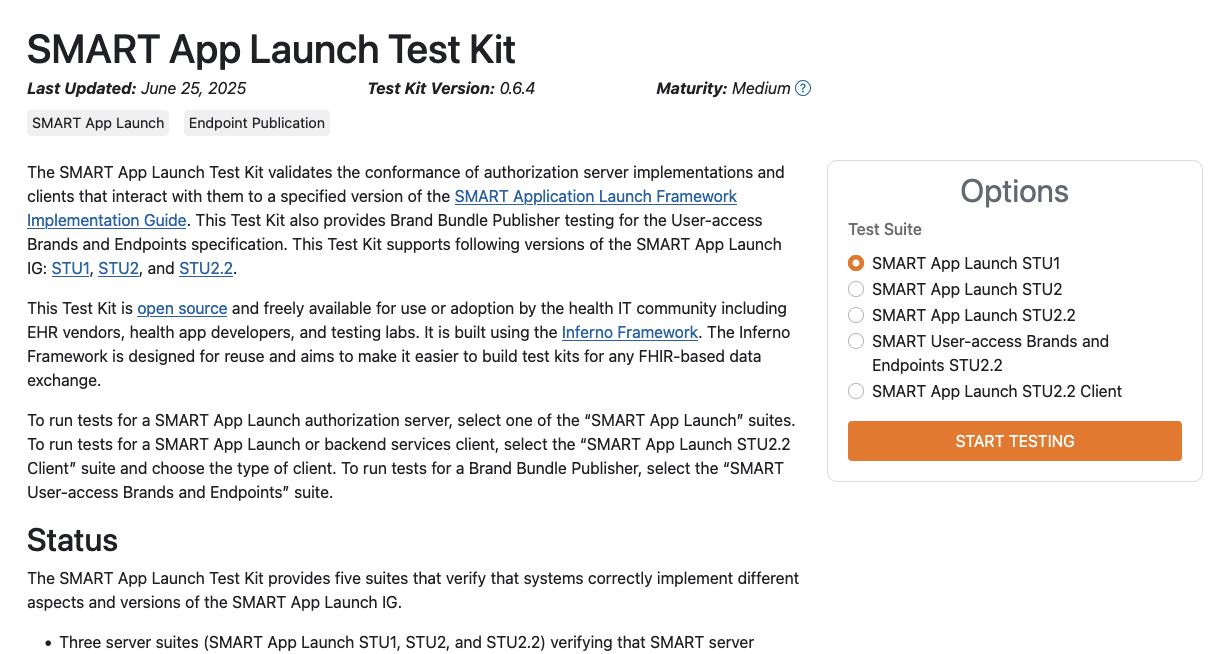 SMART App Launch Test Kit
Last Updated: June 25, 2025 Test Kit Version: 0.6.4 Maturity: Medium ?
SMART App Launch Endpoint Publication
The SMART App Launch Test Kit validates the conformance of authorization server implementations and
clients that interact with them to a specified version of the SMART Application Launch Framework
Implementation Guide. This Test Kit also provides Brand Bundle Publisher testing for the User-access
Brands and Endpoints specification. This Test Kit supports following versions of the SMART App Launch
IG: STU1, STU2, and STU2.2.
This Test Kit is open source and freely available for use or adoption by the health IT community including
EHR vendors, health app developers, and testing labs. It is built using the Inferno Framework. The Inferno
Framework is designed for reuse and aims to make it easier to build test kits for any FHIR-based data
exchange.
To run tests for a SMART App Launch authorization server, select one of the “SMART App Launch” suites.
To run tests for a SMART App Launch or backend services client, select the “SMART App Launch STU2.2
Client” suite and choose the type of client. To run tests for a Brand Bundle Publisher, select the “SMART
User-access Brands and Endpoints” suite.
Status
The SMART App Launch Test Kit provides five suites that verify that systems correctly implement different
aspects and versions of the SMART App Launch IG.
• Three server suites (SMART App Launch STU1, STU2, and STU2.2) verifying that SMART server
Options
Test Suite
SMART App Launch STU1
SMART App Launch STU2
SMART App Launch STU2.2
SMART User-access Brands and
Endpoints STU2.2
SMART App Launch STU2.2 Client
START TESTING